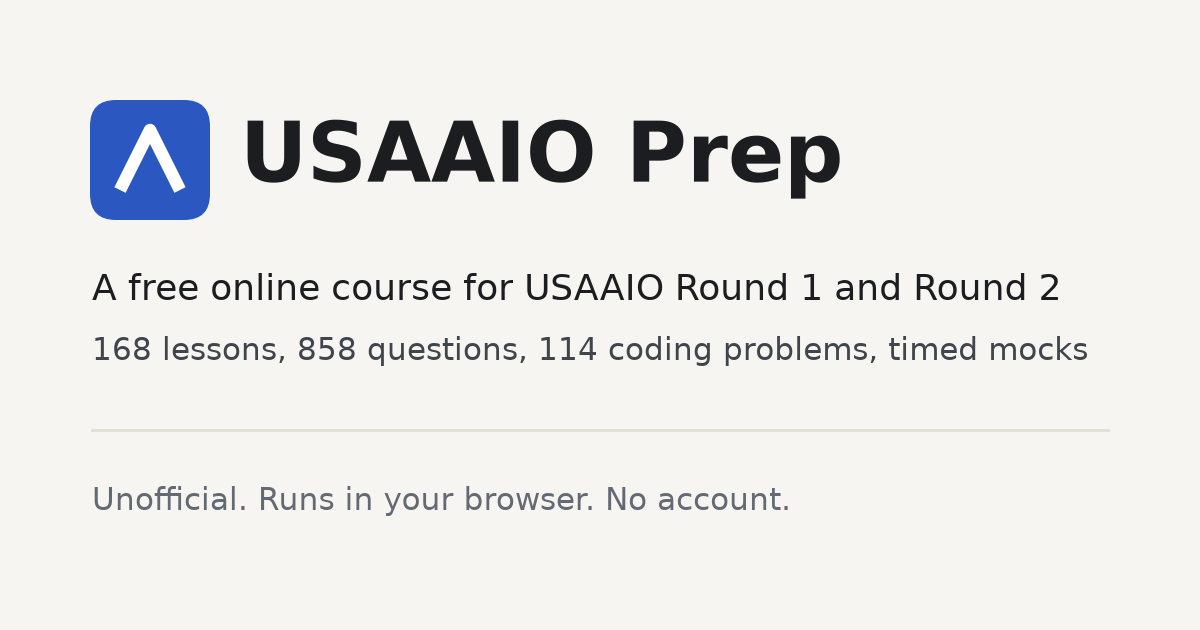 USAAIO Prep
A free online course for USAAIO Round 1 and Round 2
168 lessons, 858 questions, 114 coding problems, timed mocks
Unofficial. Runs in your browser. No account.